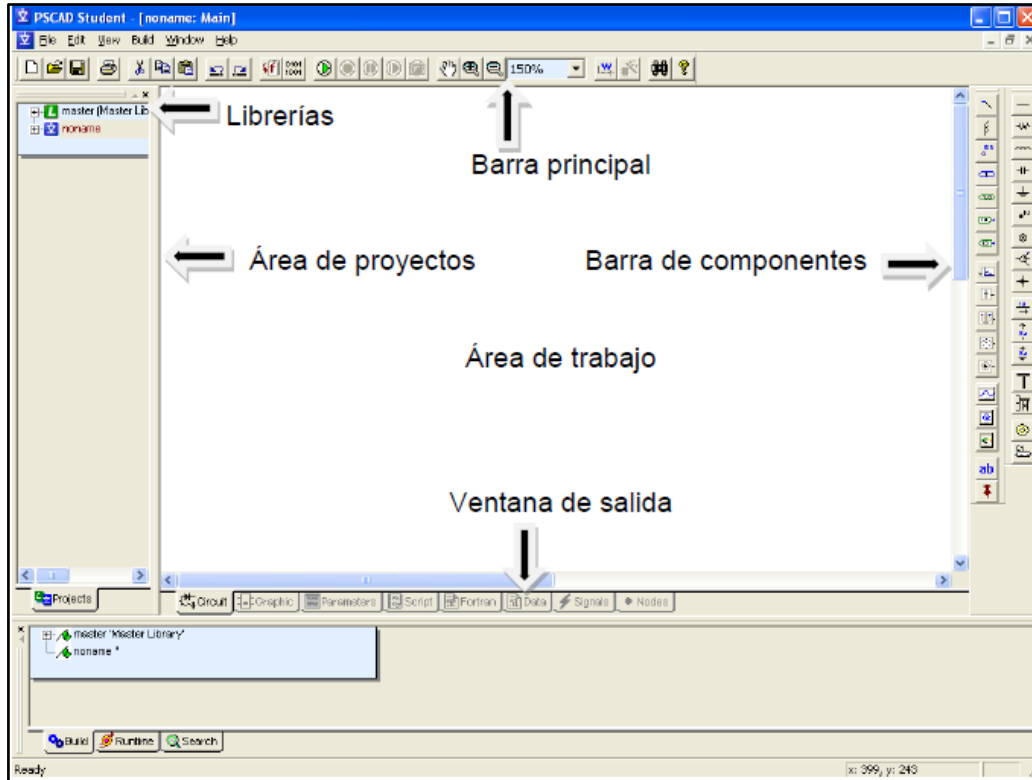 PSCAD Student - [noname: Main]
File Edit View Build Window Help
150%
master (Master Lib
noname
Librerías
Barra principal
Área de proyectos
Barra de componentes
Área de trabajo
Ventana de salida
ab
Projects
Circuit Graphic Parameters Script Fortran Data Signals Nodes
master 'Master Library'
noname *
Build Runtime Search
Ready
x: 399, y: 243